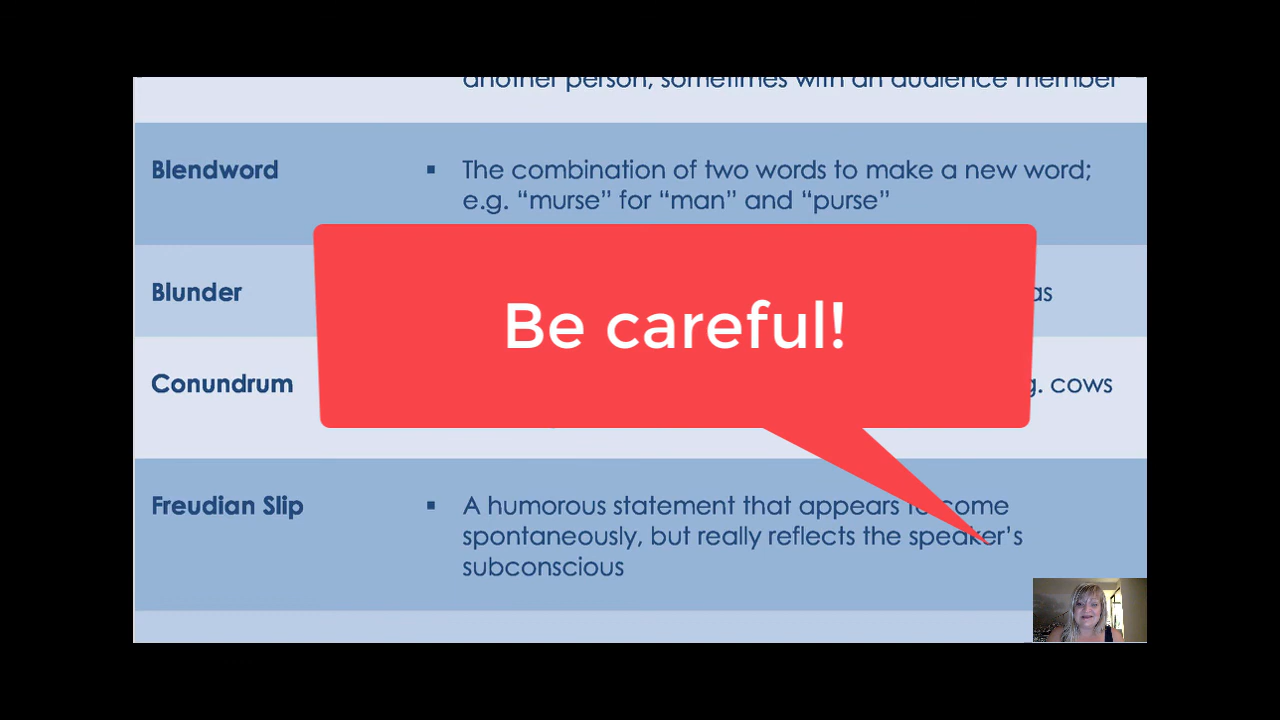 another person, sometimes with an audience member
Blendword ▪ The combination of two words to make a new word;
e.g. “murse” for “man” and “purse”
Blunder as
Be careful!
Conundrum g. cows
Freudian Slip ▪ A humorous statement that appears to come
spontaneously, but really reflects the speaker’s
subconscious